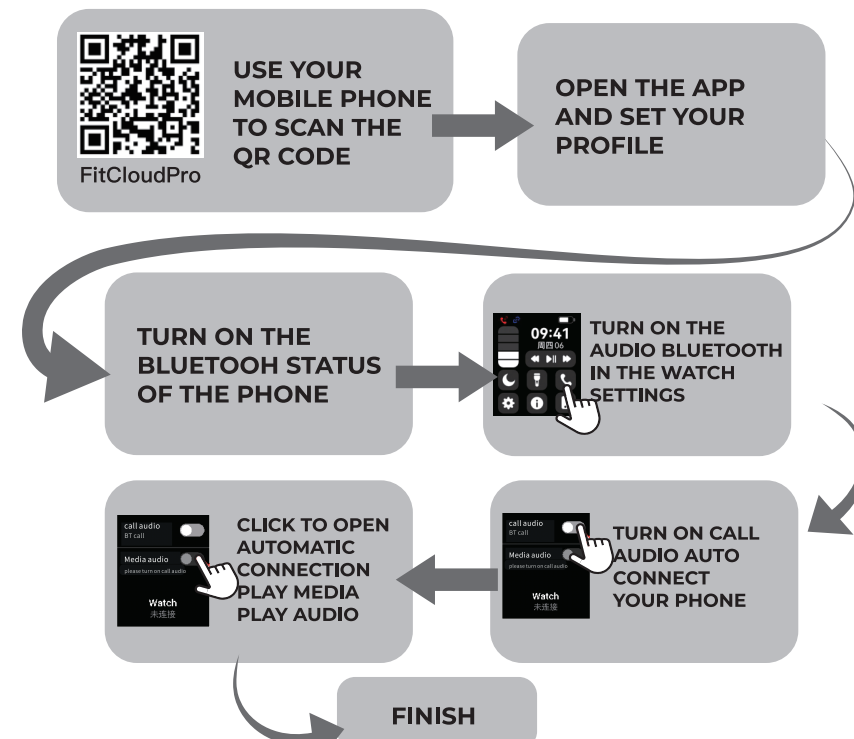 USE YOUR
MOBILE PHONE
TO SCAN THE
QR CODE
FitCloudPro
OPEN THE APP
AND SET YOUR
PROFILE
TURN ON THE
BLUETOOH STATUS
OF THE PHONE
09:41
周四 06
TURN ON THE
AUDIO BLUETOOTH
IN THE WATCH
SETTINGS
call audio
BT call
Media audio
please turn on call audio
Watch
未连接
TURN ON CALL
AUDIO AUTO
CONNECT
YOUR PHONE
call audio
BT call
Media audio
please turn on call audio
Watch
未连接
CLICK TO OPEN
AUTOMATIC
CONNECTION
PLAY MEDIA
PLAY AUDIO
FINISH